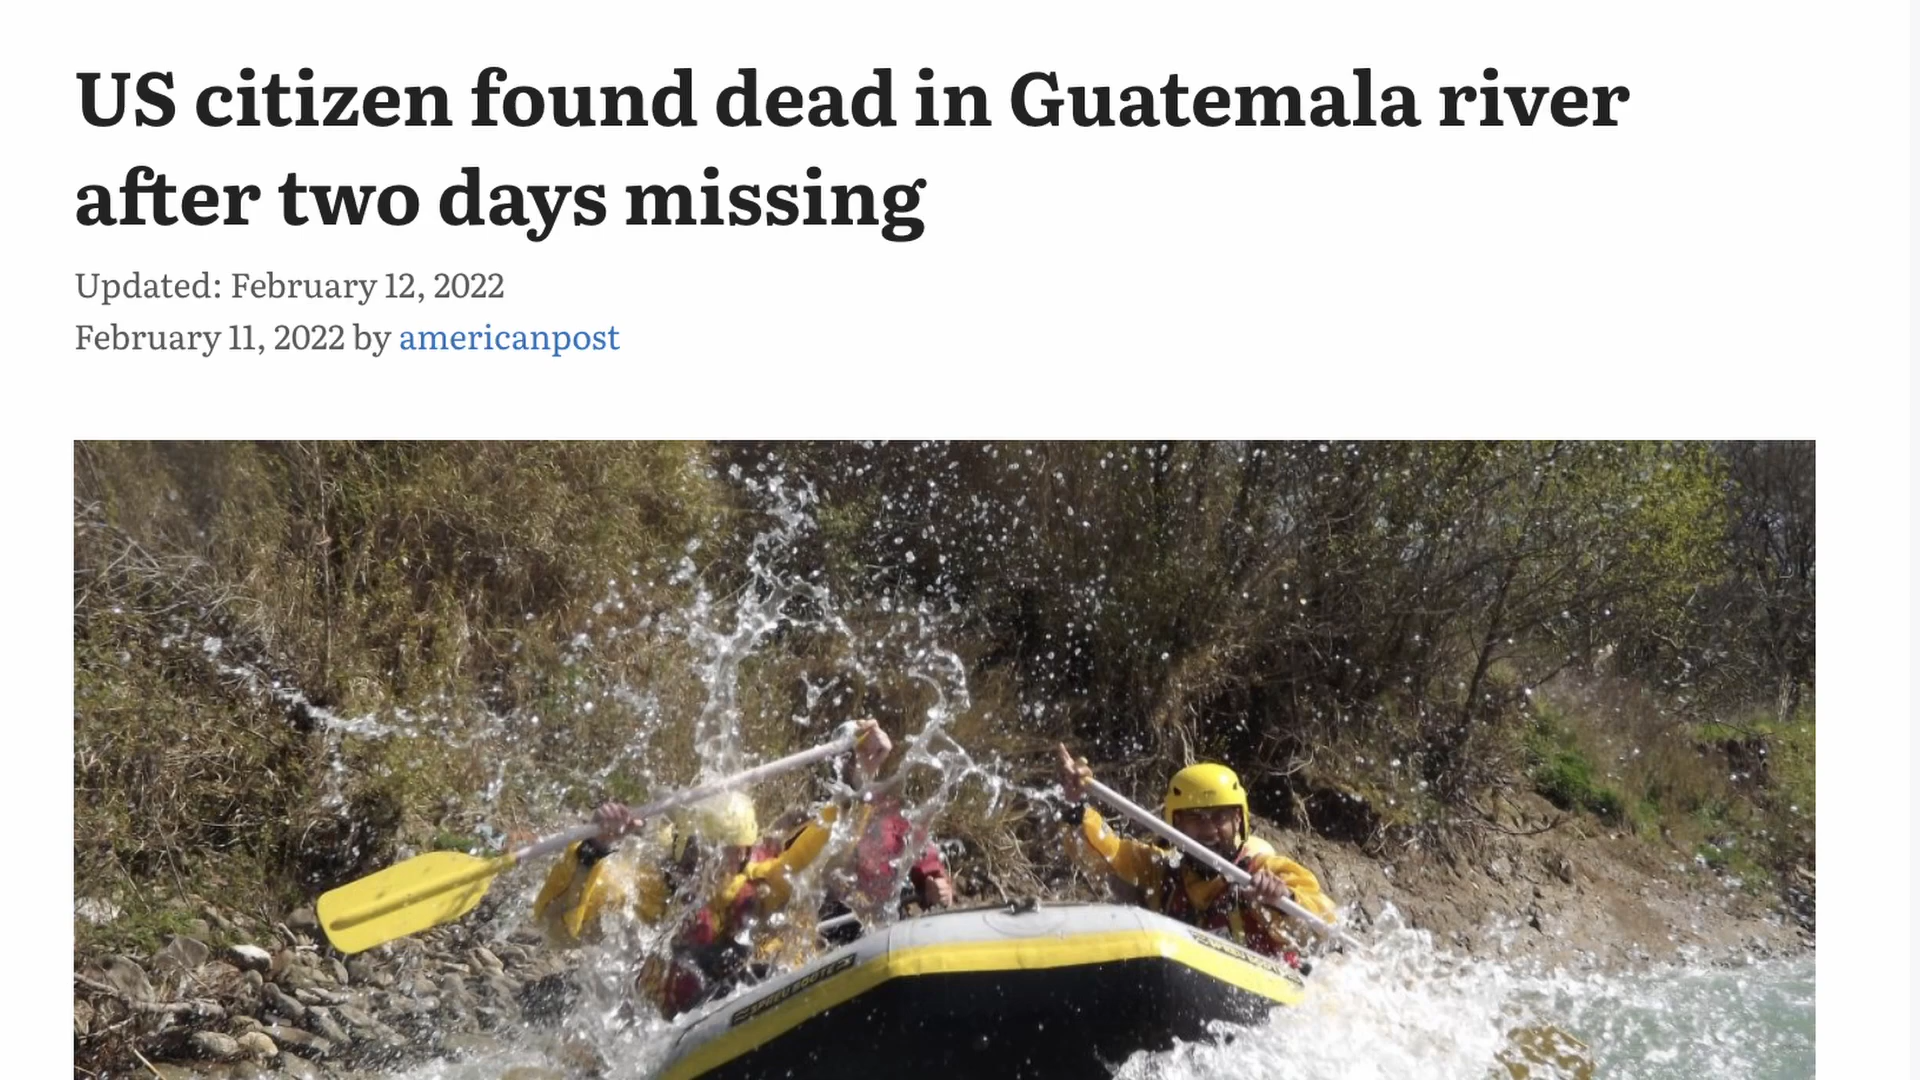 US citizen found dead in Guatemala river
after two days missing
Updated: February 12, 2022
February 11, 2022 by americanpost